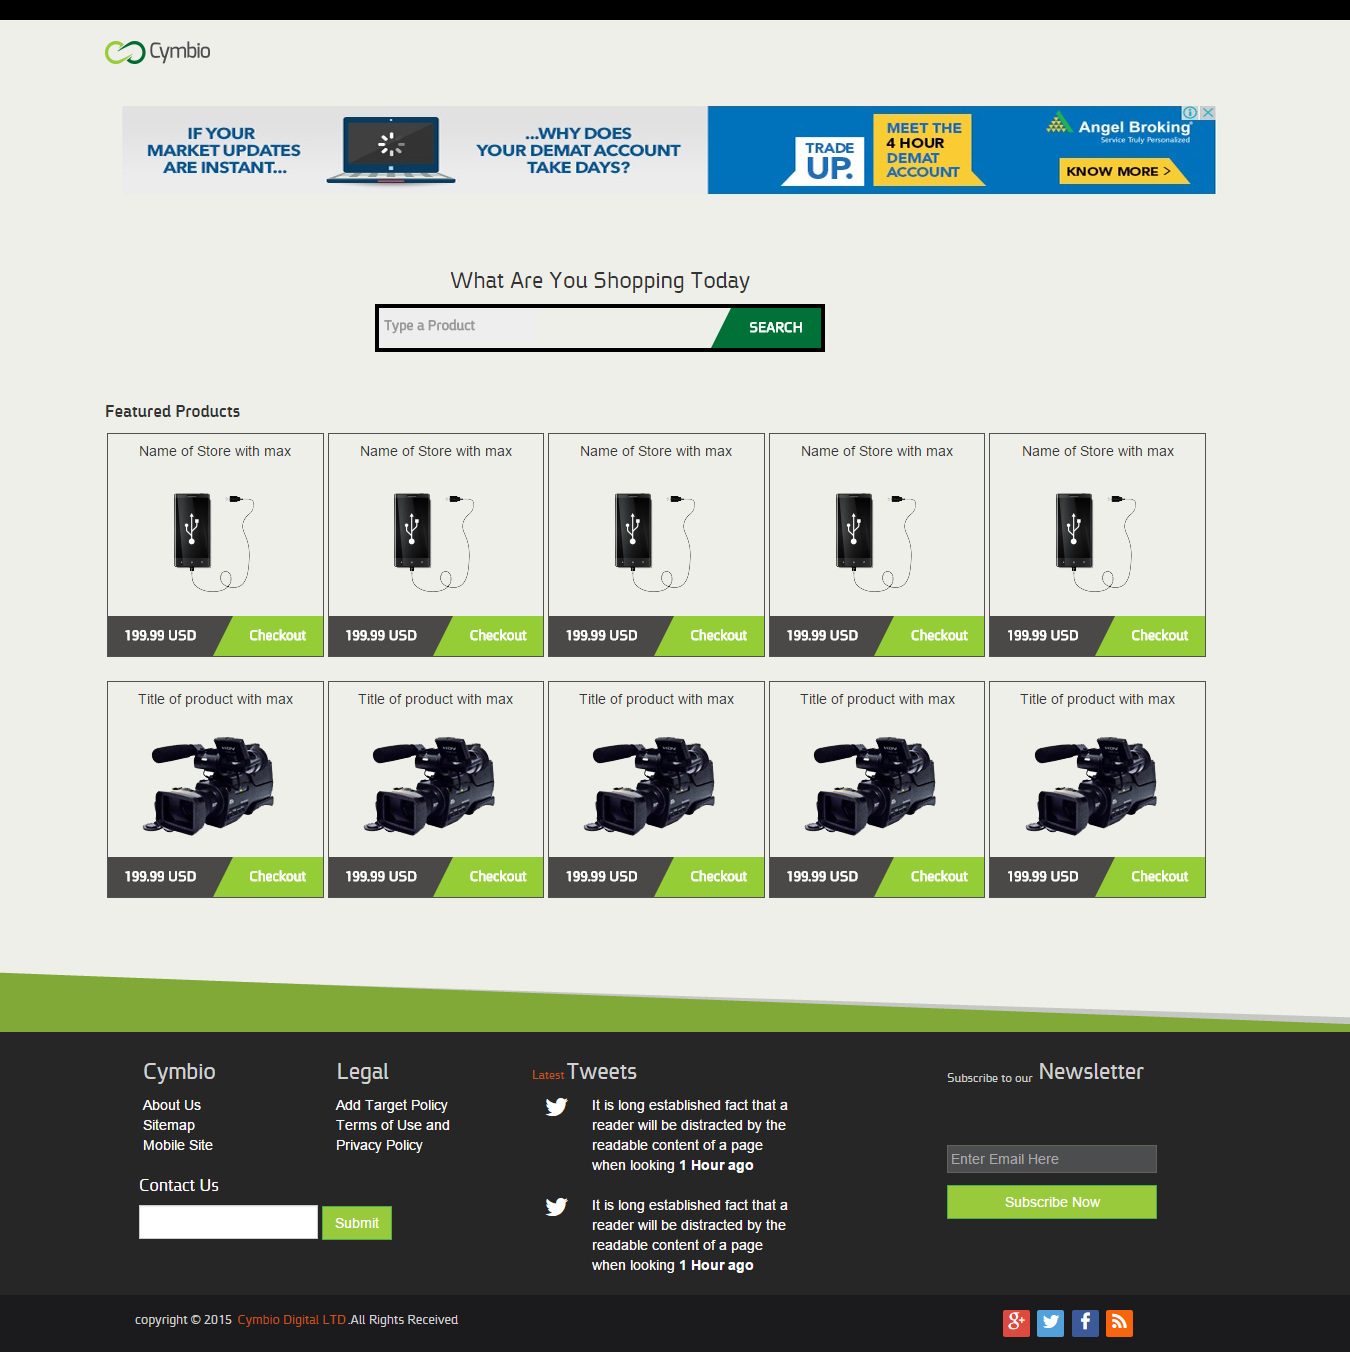 Cymbio
IF YOUR
MARKET UPDATES
ARE INSTANT...
...WHY DOES
YOUR DEMAT ACCOUNT
TAKE DAYS?
TRADE
UP.
MEET THE
4 HOUR
DEMAT
ACCOUNT
Angel Broking
Service Truly Personalized
KNOW MORE >
What Are You Shopping Today
Type a Product
SEARCH
Featured Products
Name of Store with max
Name of Store with max
Name of Store with max
Name of Store with max
Name of Store with max
199.99 USD Checkout
199.99 USD Checkout
199.99 USD Checkout
199.99 USD Checkout
199.99 USD Checkout
Title of product with max
Title of product with max
Title of product with max
Title of product with max
Title of product with max
199.99 USD Checkout
199.99 USD Checkout
199.99 USD Checkout
199.99 USD Checkout
199.99 USD Checkout
Cymbio
About Us
Sitemap
Mobile Site
Legal
Add Target Policy
Terms of Use and
Privacy Policy
Contact Us
Submit
Latest Tweets
It is long established fact that a
reader will be distracted by the
readable content of a page
when looking 1 Hour ago
It is long established fact that a
reader will be distracted by the
readable content of a page
when looking 1 Hour ago
Subscribe to our Newsletter
Enter Email Here
Subscribe Now
copyright © 2015 Cymbio Digital LTD.All Rights Received